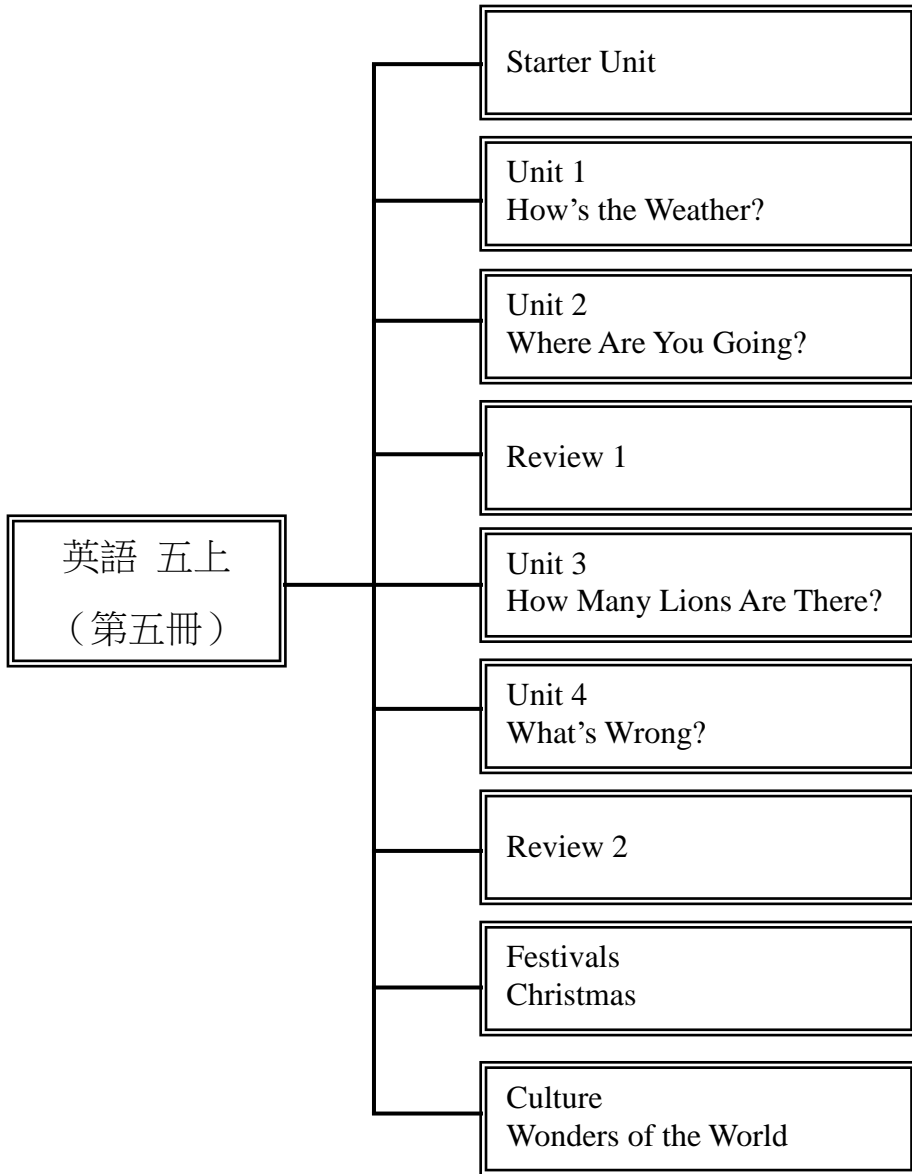 英語 五上
（第五冊）
Starter Unit
Unit 1
How’s the Weather?
Unit 2
Where Are You Going?
Review 1
Unit 3
How Many Lions Are There?
Unit 4
What’s Wrong?
Review 2
Festivals
Christmas
Culture
Wonders of the World